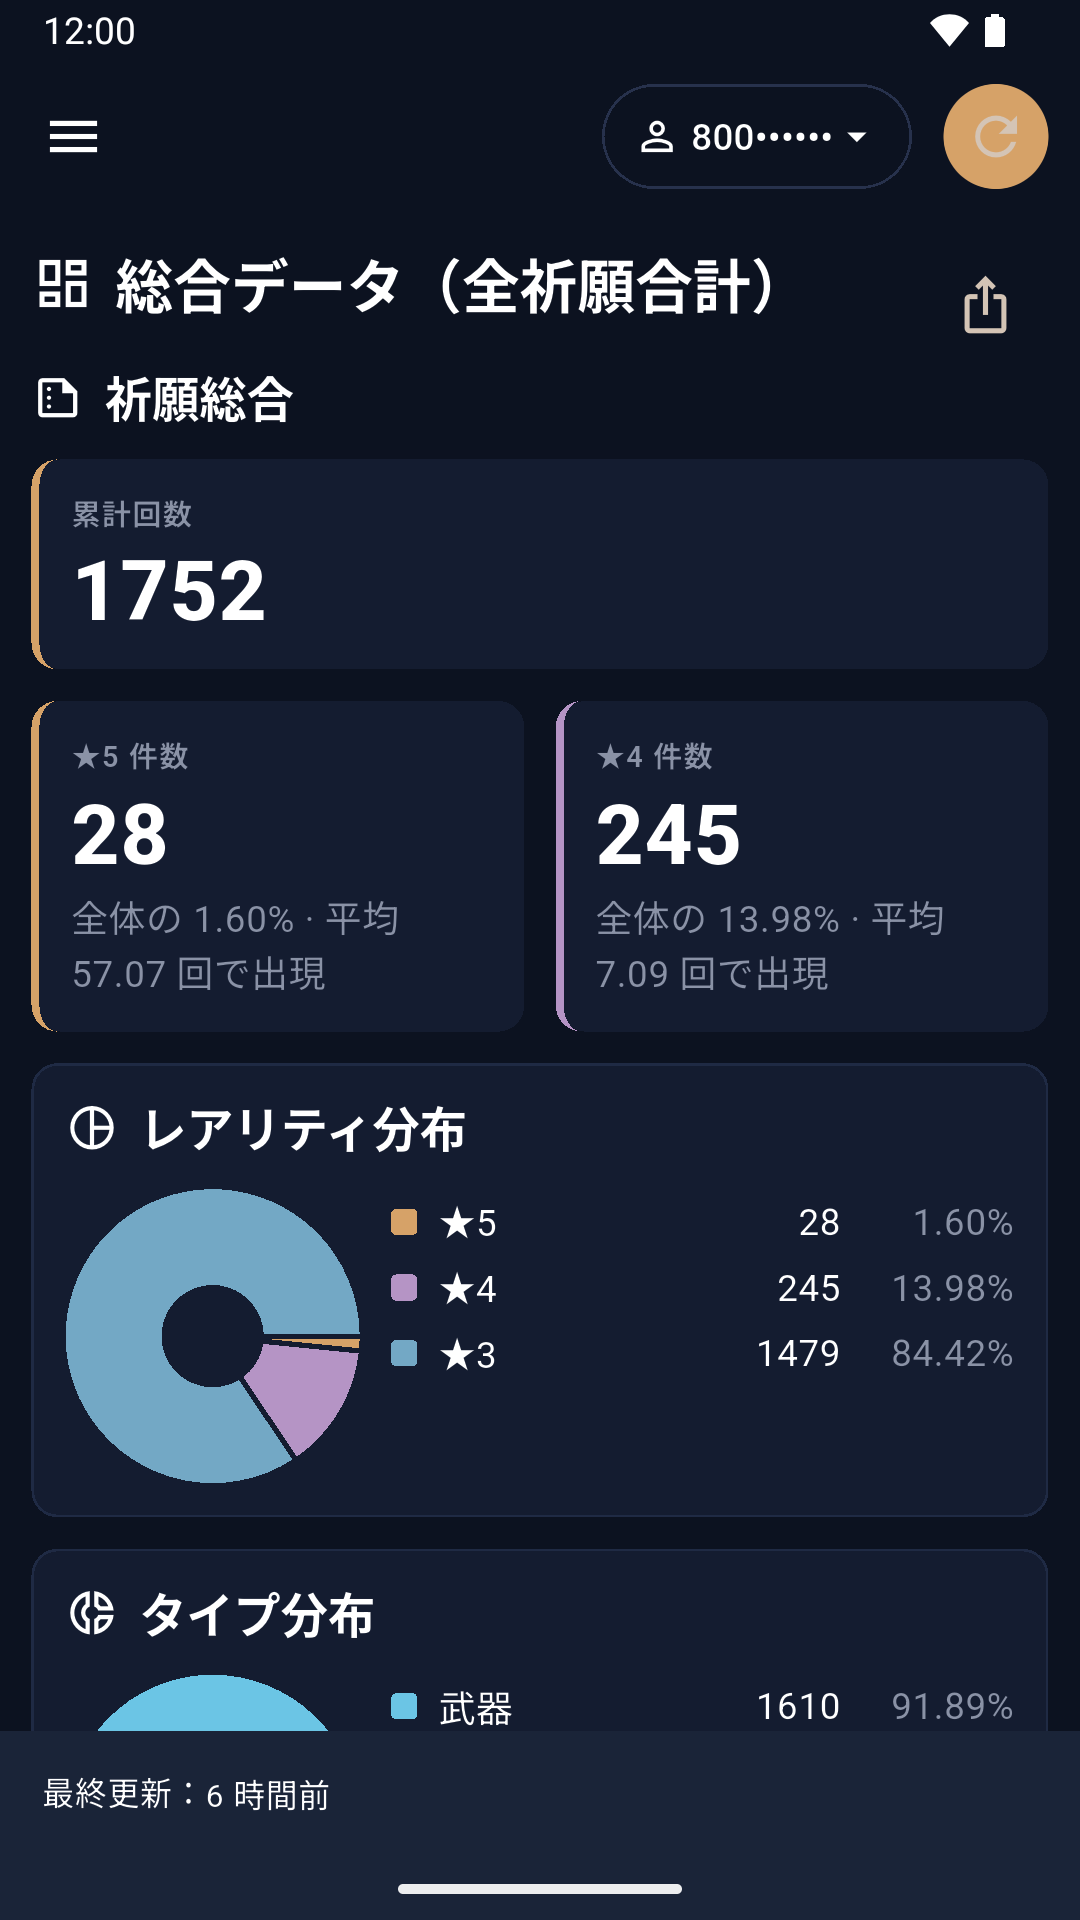 12:00
800••••••
総合データ（全祈願合計）
祈願総合
累計回数
1752
★5 件数
28
全体の 1.60% · 平均
57.07 回で出現
★4 件数
245
全体の 13.98% · 平均
7.09 回で出現
レアリティ分布
★5 28 1.60%
★4 245 13.98%
★3 1479 84.42%
タイプ分布
武器 1610 91.89%
最終更新：6 時間前